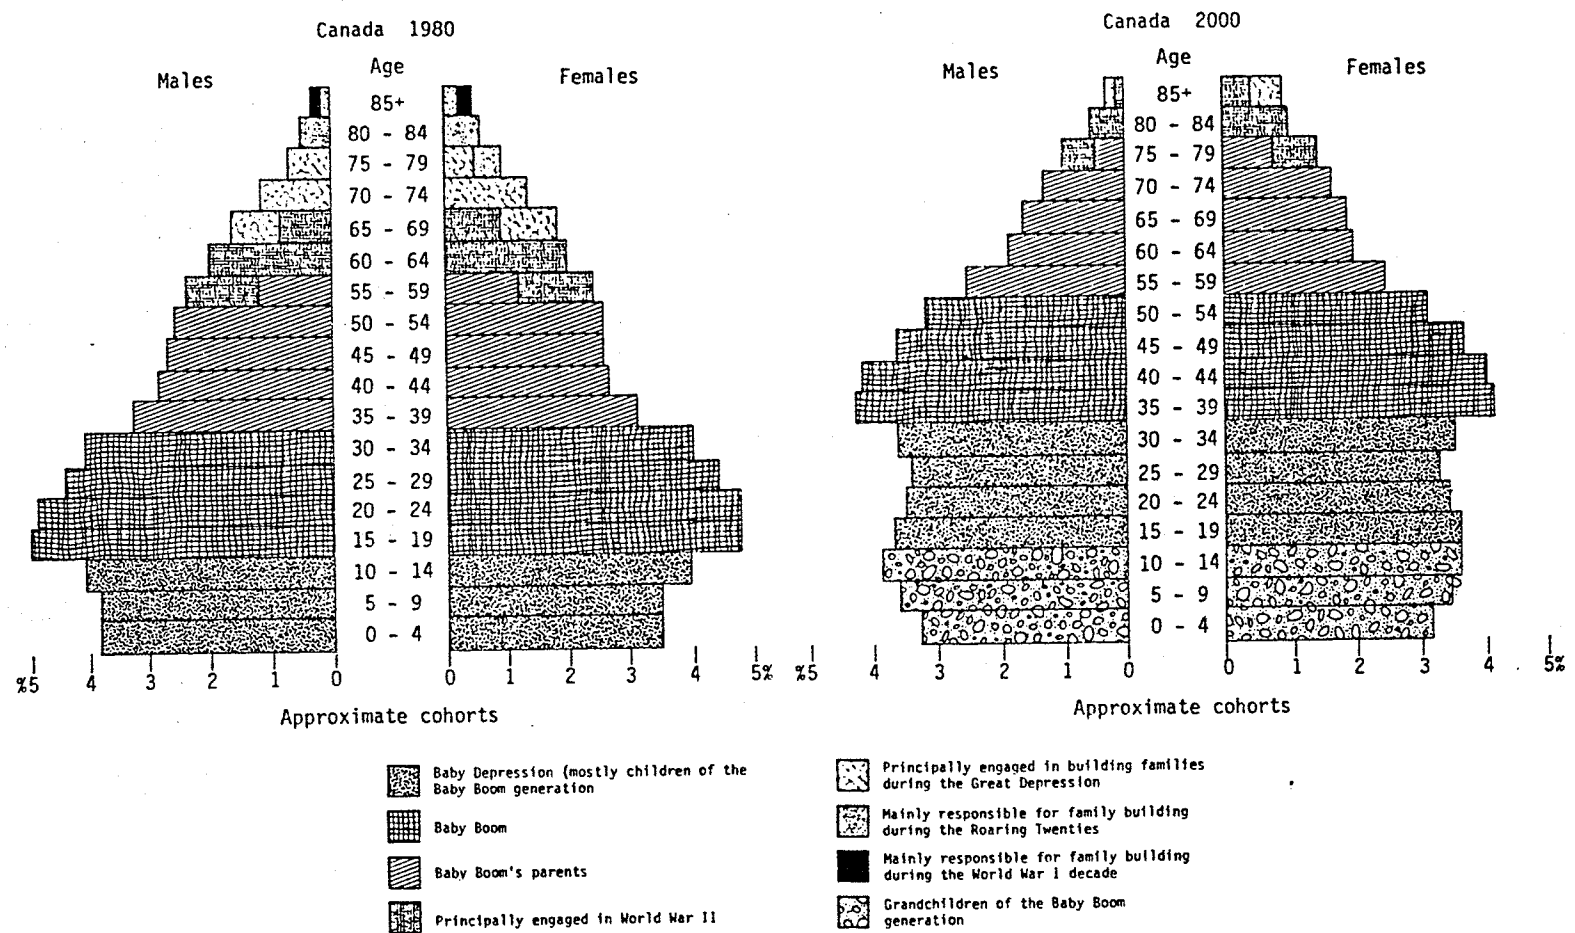 Canada 1980
Males
Age
Females
85+
80 - 84
75 - 79
70 - 74
65 - 69
60 - 64
55 - 59
50 - 54
45 - 49
40 - 44
35 - 39
30 - 34
25 - 29
20 - 24
15 - 19
10 - 14
5 - 9
0 - 4
%5 4 3 2 1 0 0 1 2 3 4 5%
Approximate cohorts
Canada 2000
Males
Age
Females
85+
80 - 84
75 - 79
70 - 74
65 - 69
60 - 64
55 - 59
50 - 54
45 - 49
40 - 44
35 - 39
30 - 34
25 - 29
20 - 24
15 - 19
10 - 14
5 - 9
0 - 4
%5 4 3 2 1 0 0 1 2 3 4 5%
Approximate cohorts
Baby Depression (mostly children of the
Baby Boom generation
Baby Boom
Baby Boom's parents
Principally engaged in World War II
Principally engaged in building families
during the Great Depression
Mainly responsible for family building
during the Roaring Twenties
Mainly responsible for family building
during the World War I decade
Grandchildren of the Baby Boom
generation